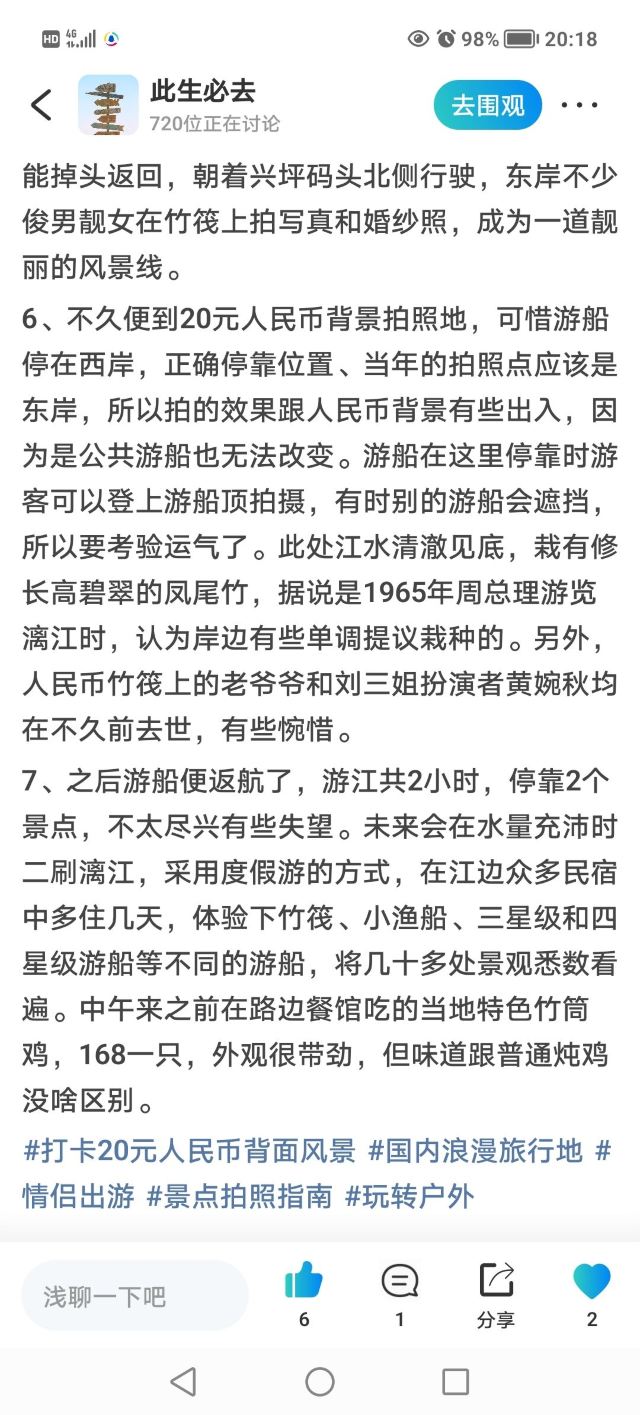 HD 4G 98% 20:18
此生必去
720位正在讨论
去围观
能掉头返回，朝着兴坪码头北侧行驶，东岸不少
俊男靓女在竹筏上拍写真和婚纱照，成为一道靓
丽的风景线。
6、不久便到20元人民币背景拍照地，可惜游船
停在西岸，正确停靠位置、当年的拍照点应该是
东岸，所以拍的效果跟人民币背景有些出入，因
为是公共游船也无法改变。游船在这里停靠时游
客可以登上游船顶拍摄，有时别的游船会遮挡，
所以要考验运气了。此处江水清澈见底，栽有修
长高碧翠的凤尾竹，据说是1965年周总理游览
漓江时，认为岸边有些单调提议栽种的。另外，
人民币竹筏上的老爷爷和刘三姐扮演者黄婉秋均
在不久前去世，有些惋惜。
7、之后游船便返航了，游江共2小时，停靠2个
景点，不太尽兴有些失望。未来会在水量充沛时
二刷漓江，采用度假游的方式，在江边众多民宿
中多住几天，体验下竹筏、小渔船、三星级和四
星级游船等不同的游船，将几十多处景观悉数看
遍。中午来之前在路边餐馆吃的当地特色竹筒
鸡，168一只，外观很带劲，但味道跟普通炖鸡
没啥区别。
#打卡20元人民币背面风景 #国内浪漫旅行地 #
情侣出游 #景点拍照指南 #玩转户外
浅聊一下吧
6 1 分享 2